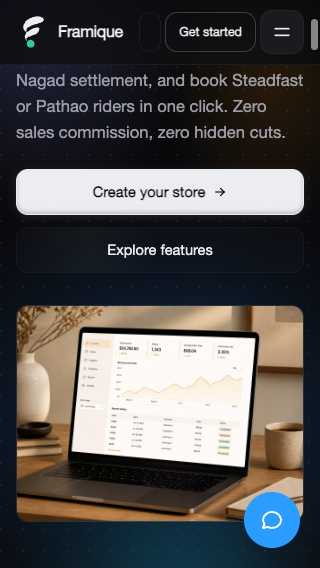 Framique
Get started
Nagad settlement, and book Steadfast
or Pathao riders in one click. Zero
sales commission, zero hidden cuts.
Create your store →
Explore features